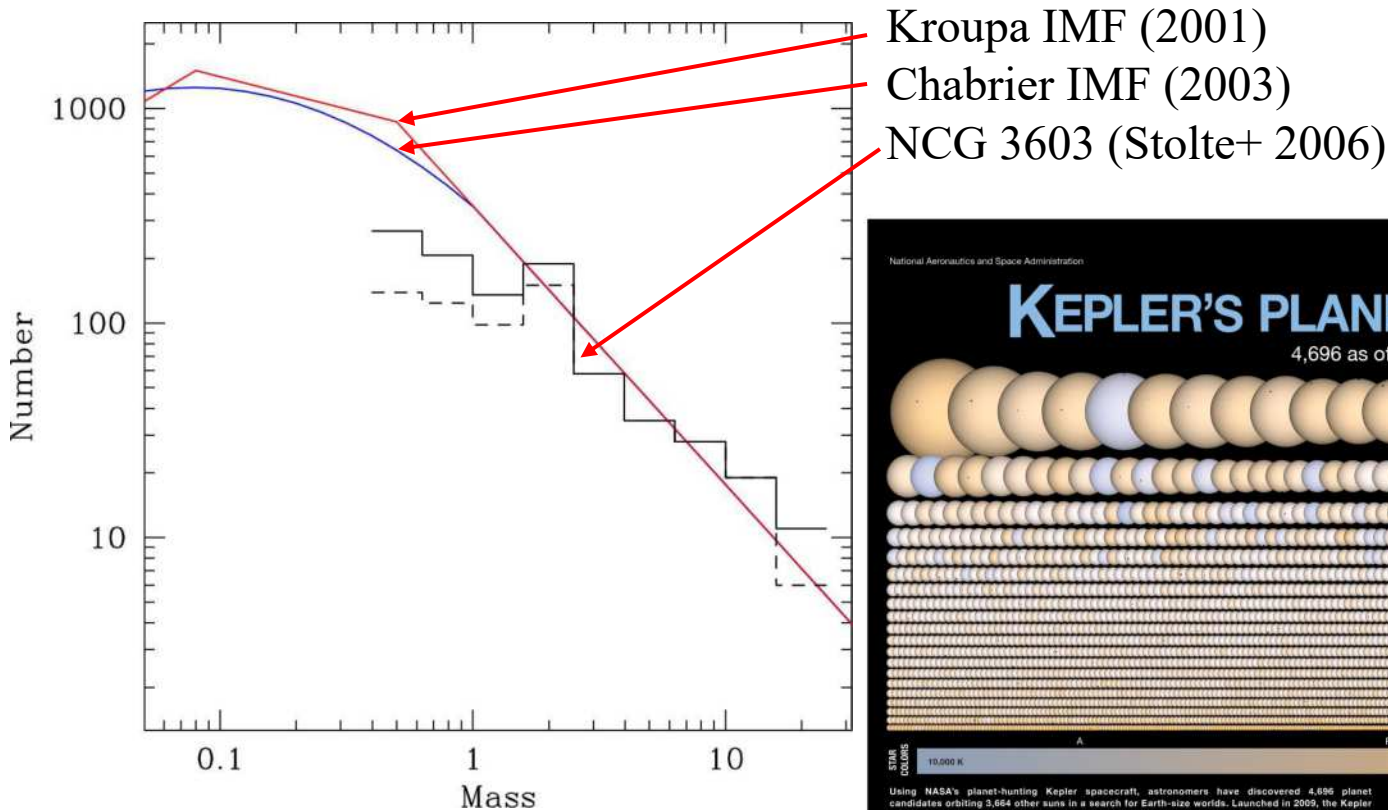 Kroupa IMF (2001)
Chabrier IMF (2003)
NCG 3603 (Stolte+ 2006)
1000
100
10
Number
0.1 1 10
Mass
National Aeronautics and Space Administration
KEPLER'S PLAN
4,696 as of
A
STAR
COLORS
10,000 K
Using NASA's planet-hunting Kepler spacecraft, astronomers have discovered 4,696 planet
candidates orbiting 3,664 other suns in a search for Earth-size worlds. Launched in 2009, the Kepler